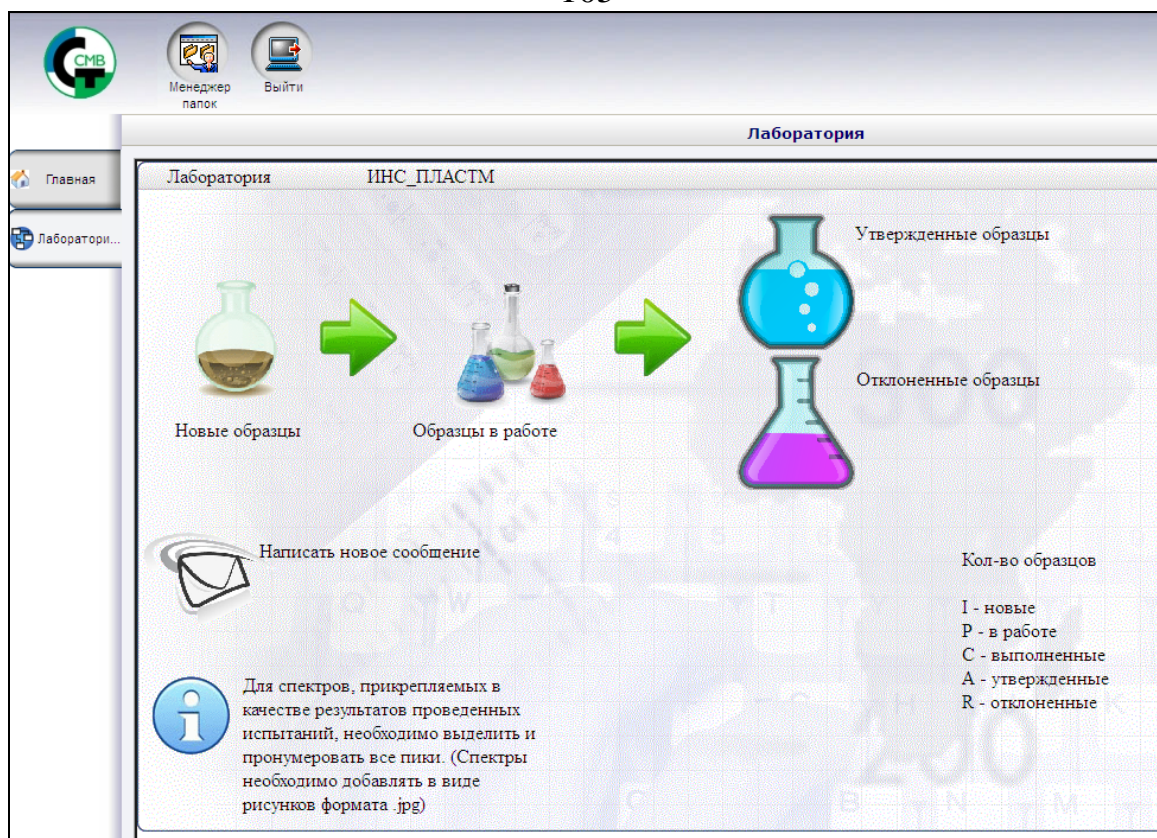 СМВ
Менеджер
папок
Выйти
Лаборатория
Главная
Лаборатори...
Лаборатория ИНС_ПЛАСТМ
Утвержденные образцы
Отклоненные образцы
Новые образцы
Образцы в работе
Написать новое сообщение
Кол-во образцов
I - новые
P - в работе
C - выполненные
A - утвержденные
R - отклоненные
Для спектров, прикрепляемых в
качестве результатов проведенных
испытаний, необходимо выделить и
пронумеровать все пики. (Спектры
необходимо добавлять в виде
рисунков формата .jpg)